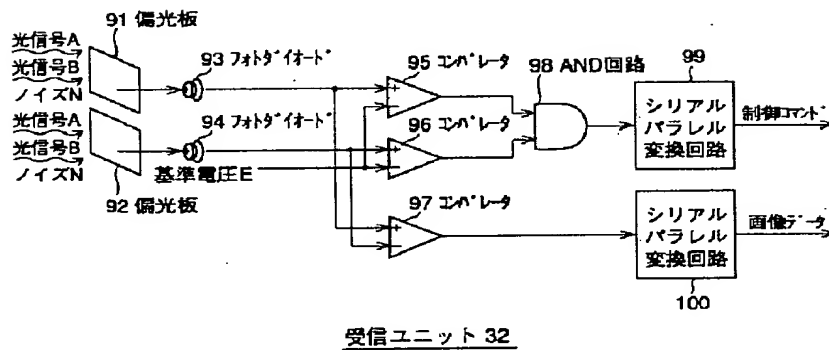 91 偏光板
光信号A
光信号B
ノイズN
93 フォトダイオード
光信号A
光信号B
ノイズN
92 偏光板
94 フォトダイオード
基準電圧E
95 コンパレータ
96 コンパレータ
97 コンパレータ
98 AND回路
99
シリアル
パラレル
変換回路
制御コマンド
シリアル
パラレル
変換回路
画像データ
100
受信ユニット 32